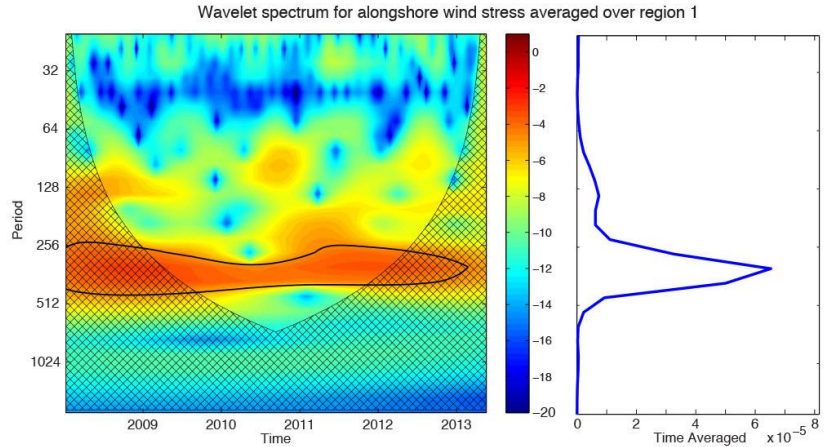 Wavelet spectrum for alongshore wind stress averaged over region 1
Period
32
64
128
256
512
1024
2009 2010 2011 2012 2013
Time
0
−2
−4
−6
−8
−10
−12
−14
−16
−18
−20
0 2 4 6 8
Time Averaged x 10⁻⁵